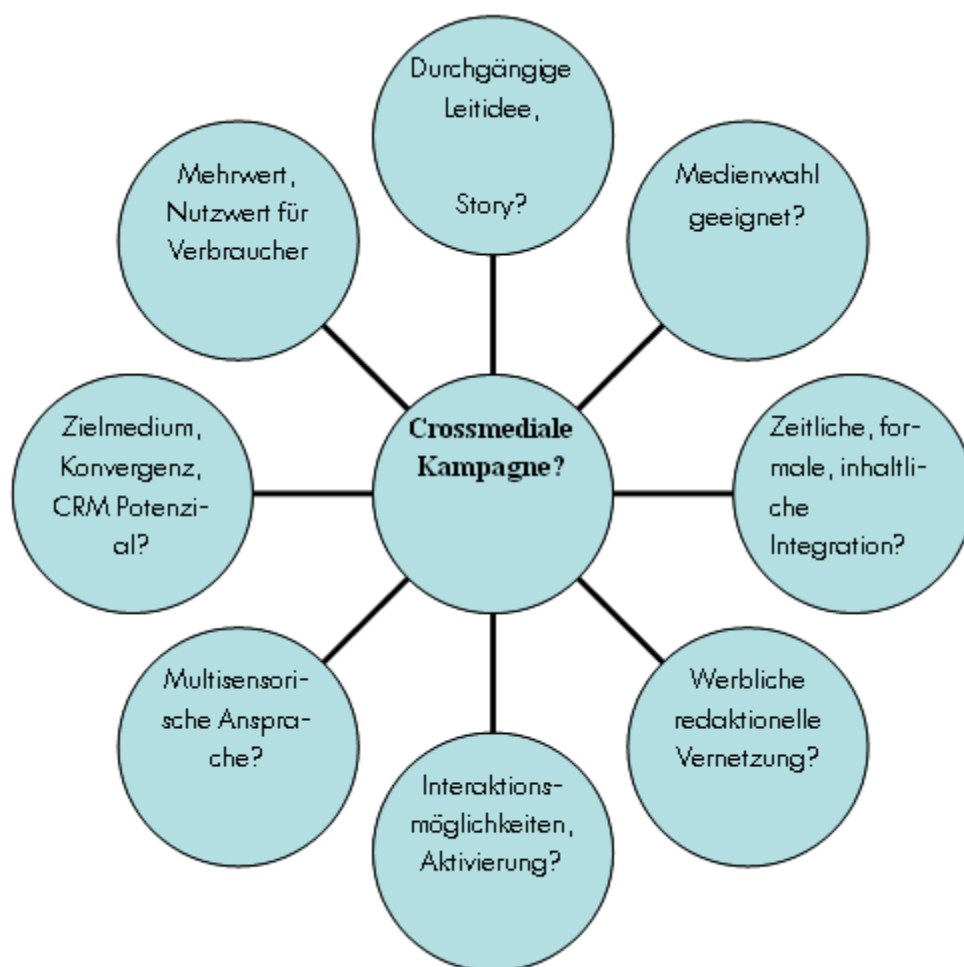 Durchgängige
Leitidee,
Story?
Mehrwert,
Nutzwert für
Verbraucher
Medienwahl
geeignet?
Zielmedium,
Konvergenz,
CRM Potenzi-
al?
Crossmediale
Kampagne?
Zeitliche, for-
male, inhaltli-
che
Integration?
Multisensori-
sche Anspra-
che?
Werbliche
redaktionelle
Vernetzung?
Interaktions-
möglichkeiten,
Aktivierung?